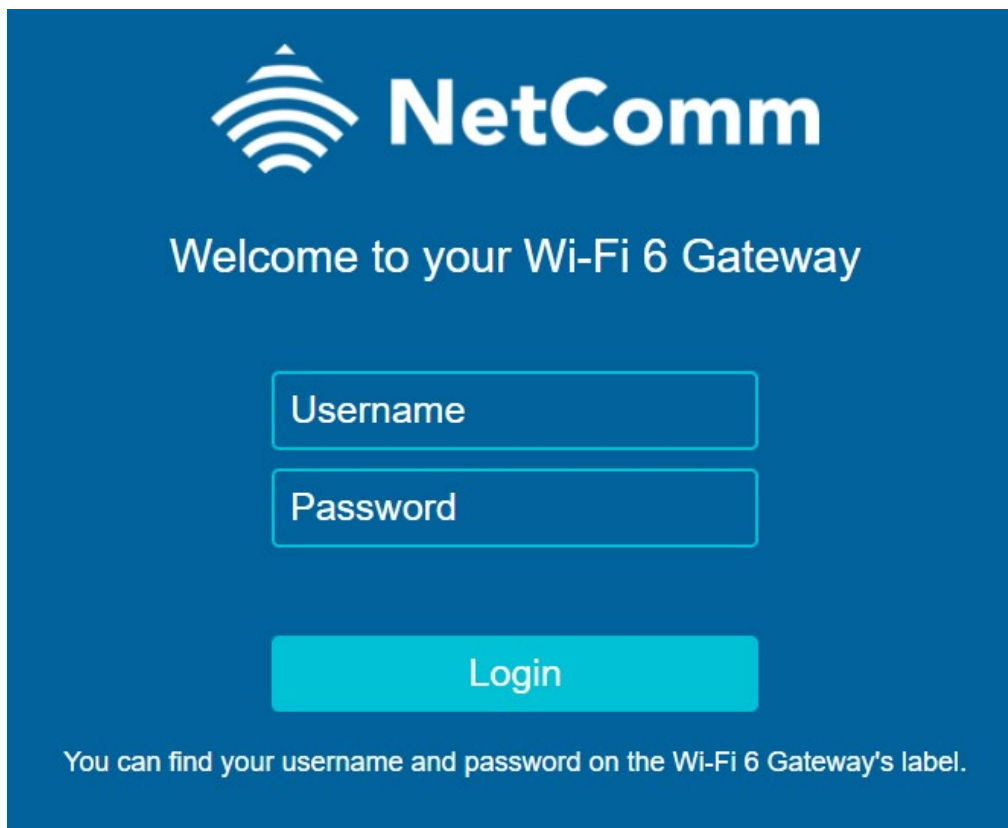 NetComm
Welcome to your Wi-Fi 6 Gateway
Username
Password
Login
You can find your username and password on the Wi-Fi 6 Gateway's label.